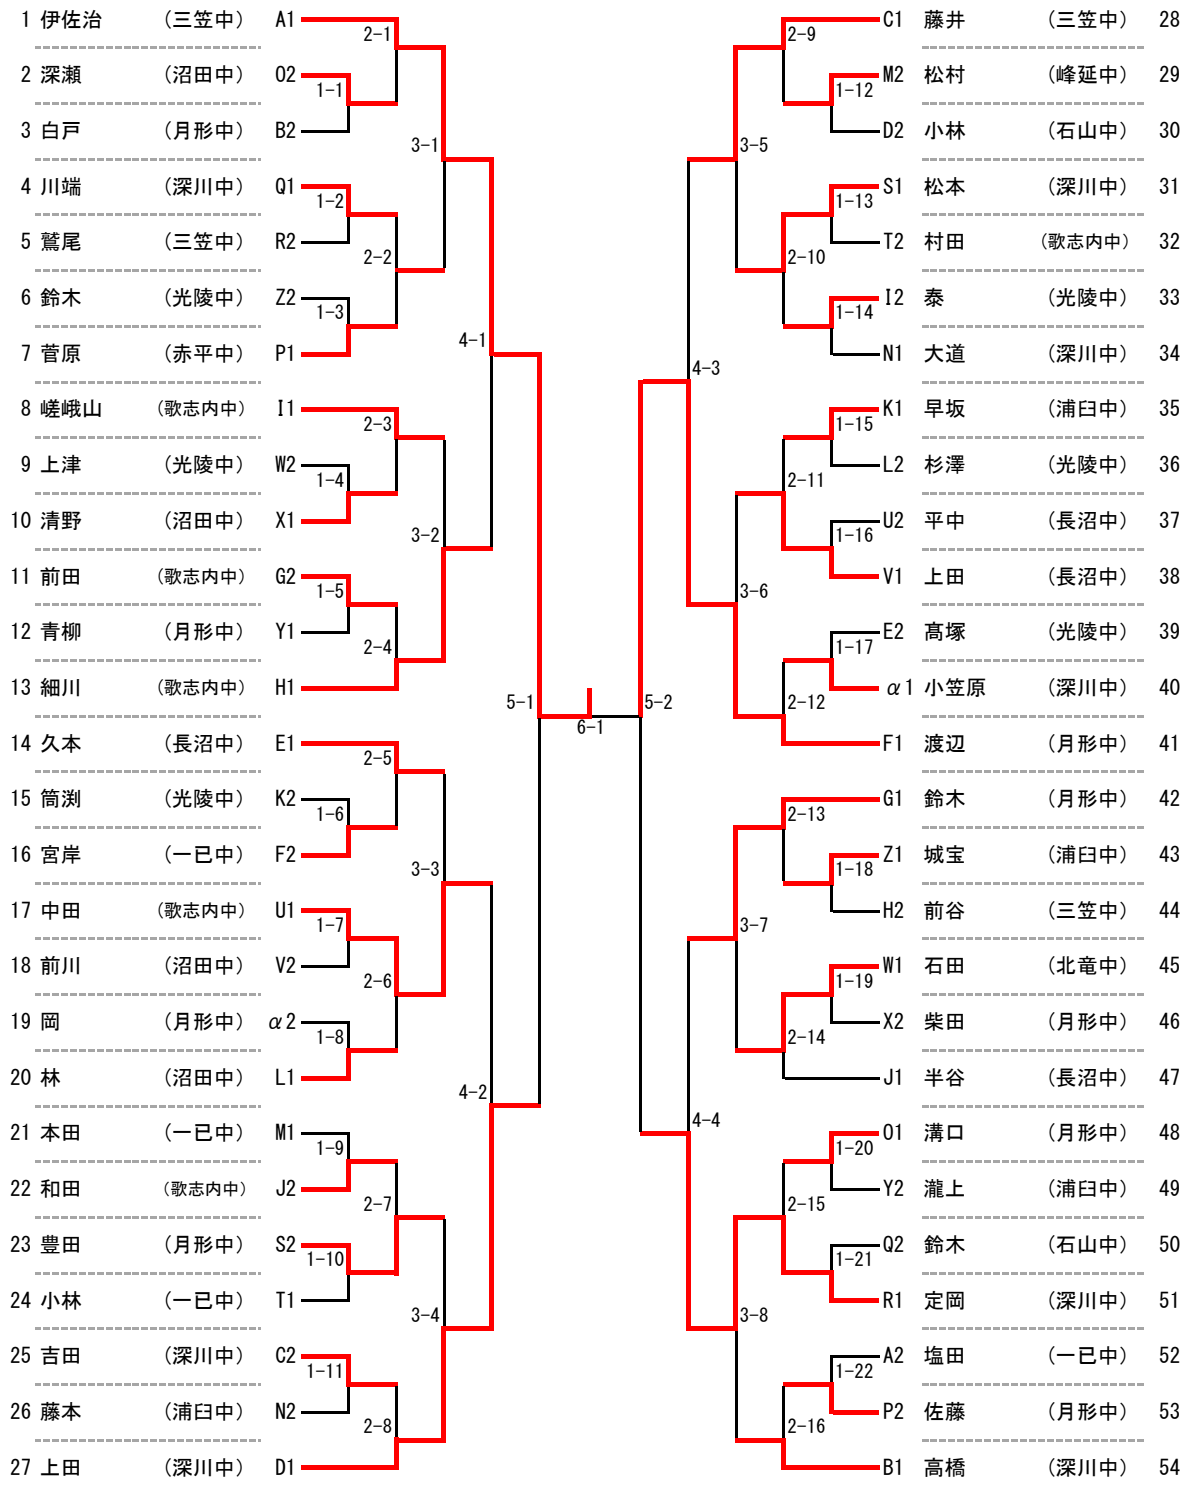 1 伊佐治 （三笠中） A1
2-1
2 深瀬 （沼田中） O2
1-1
3 白戸 （月形中） B2
3-1
4 川端 （深川中） Q1
1-2
5 鷲尾 （三笠中） R2
2-2
6 鈴木 （光陵中） Z2
1-3
7 菅原 （赤平中） P1
4-1
8 嵯峨山 （歌志内中） I1
2-3
9 上津 （光陵中） W2
1-4
10 清野 （沼田中） X1
3-2
11 前田 （歌志内中） G2
1-5
12 青柳 （月形中） Y1
2-4
13 細川 （歌志内中） H1
5-1
14 久本 （長沼中） E1
2-5
15 筒渕 （光陵中） K2
1-6
16 宮岸 （一已中） F2
3-3
17 中田 （歌志内中） U1
1-7
18 前川 （沼田中） V2
2-6
19 岡 （月形中） α2
1-8
20 林 （沼田中） L1
4-2
21 本田 （一已中） M1
1-9
22 和田 （歌志内中） J2
2-7
23 豊田 （月形中） S2
1-10
24 小林 （一已中） T1
3-4
25 吉田 （深川中） C2
1-11
26 藤本 （浦臼中） N2
2-8
27 上田 （深川中） D1
6-1
C1 藤井 （三笠中） 28
2-9
M2 松村 （峰延中） 29
1-12
D2 小林 （石山中） 30
3-5
S1 松本 （深川中） 31
1-13
T2 村田 （歌志内中） 32
2-10
I2 泰 （光陵中） 33
1-14
N1 大道 （深川中） 34
4-3
K1 早坂 （浦臼中） 35
1-15
L2 杉澤 （光陵中） 36
2-11
U2 平中 （長沼中） 37
1-16
V1 上田 （長沼中） 38
3-6
E2 髙塚 （光陵中） 39
1-17
α1 小笠原 （深川中） 40
2-12
5-2
F1 渡辺 （月形中） 41
G1 鈴木 （月形中） 42
2-13
Z1 城宝 （浦臼中） 43
1-18
H2 前谷 （三笠中） 44
3-7
W1 石田 （北竜中） 45
1-19
X2 柴田 （月形中） 46
2-14
J1 半谷 （長沼中） 47
4-4
O1 溝口 （月形中） 48
1-20
Y2 瀧上 （浦臼中） 49
2-15
Q2 鈴木 （石山中） 50
1-21
R1 定岡 （深川中） 51
3-8
A2 塩田 （一已中） 52
1-22
P2 佐藤 （月形中） 53
2-16
B1 高橋 （深川中） 54